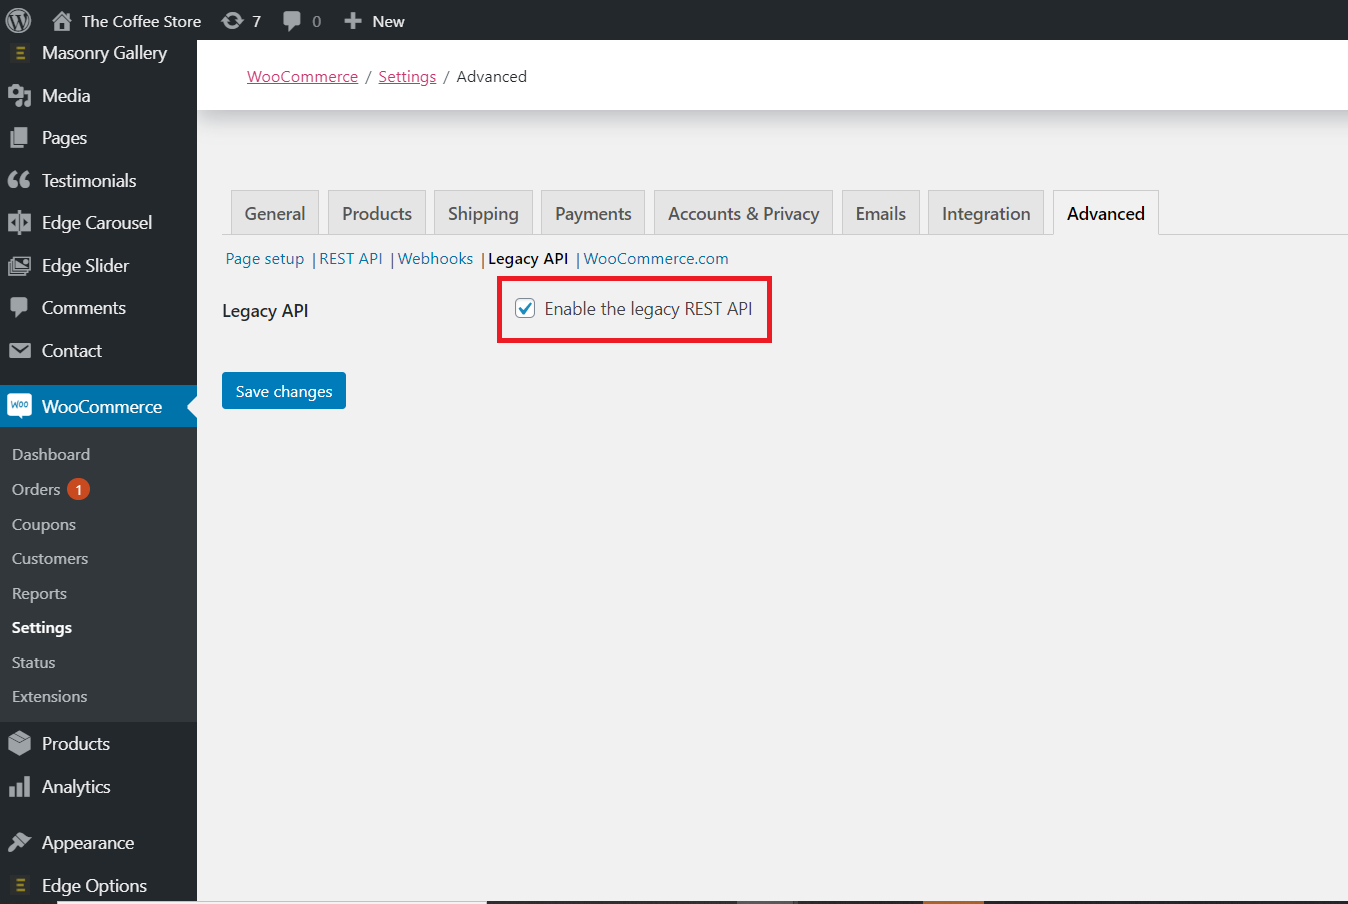 The Coffee Store 7 0 New
Masonry Gallery
Media
Pages
Testimonials
Edge Carousel
Edge Slider
Comments
Contact
Woo WooCommerce
Dashboard
Orders 1
Coupons
Customers
Reports
Settings
Status
Extensions
Products
Analytics
Appearance
Edge Options
WooCommerce / Settings / Advanced
General Products Shipping Payments Accounts & Privacy Emails Integration Advanced
Page setup | REST API | Webhooks | Legacy API | WooCommerce.com
Legacy API Enable the legacy REST API
Save changes